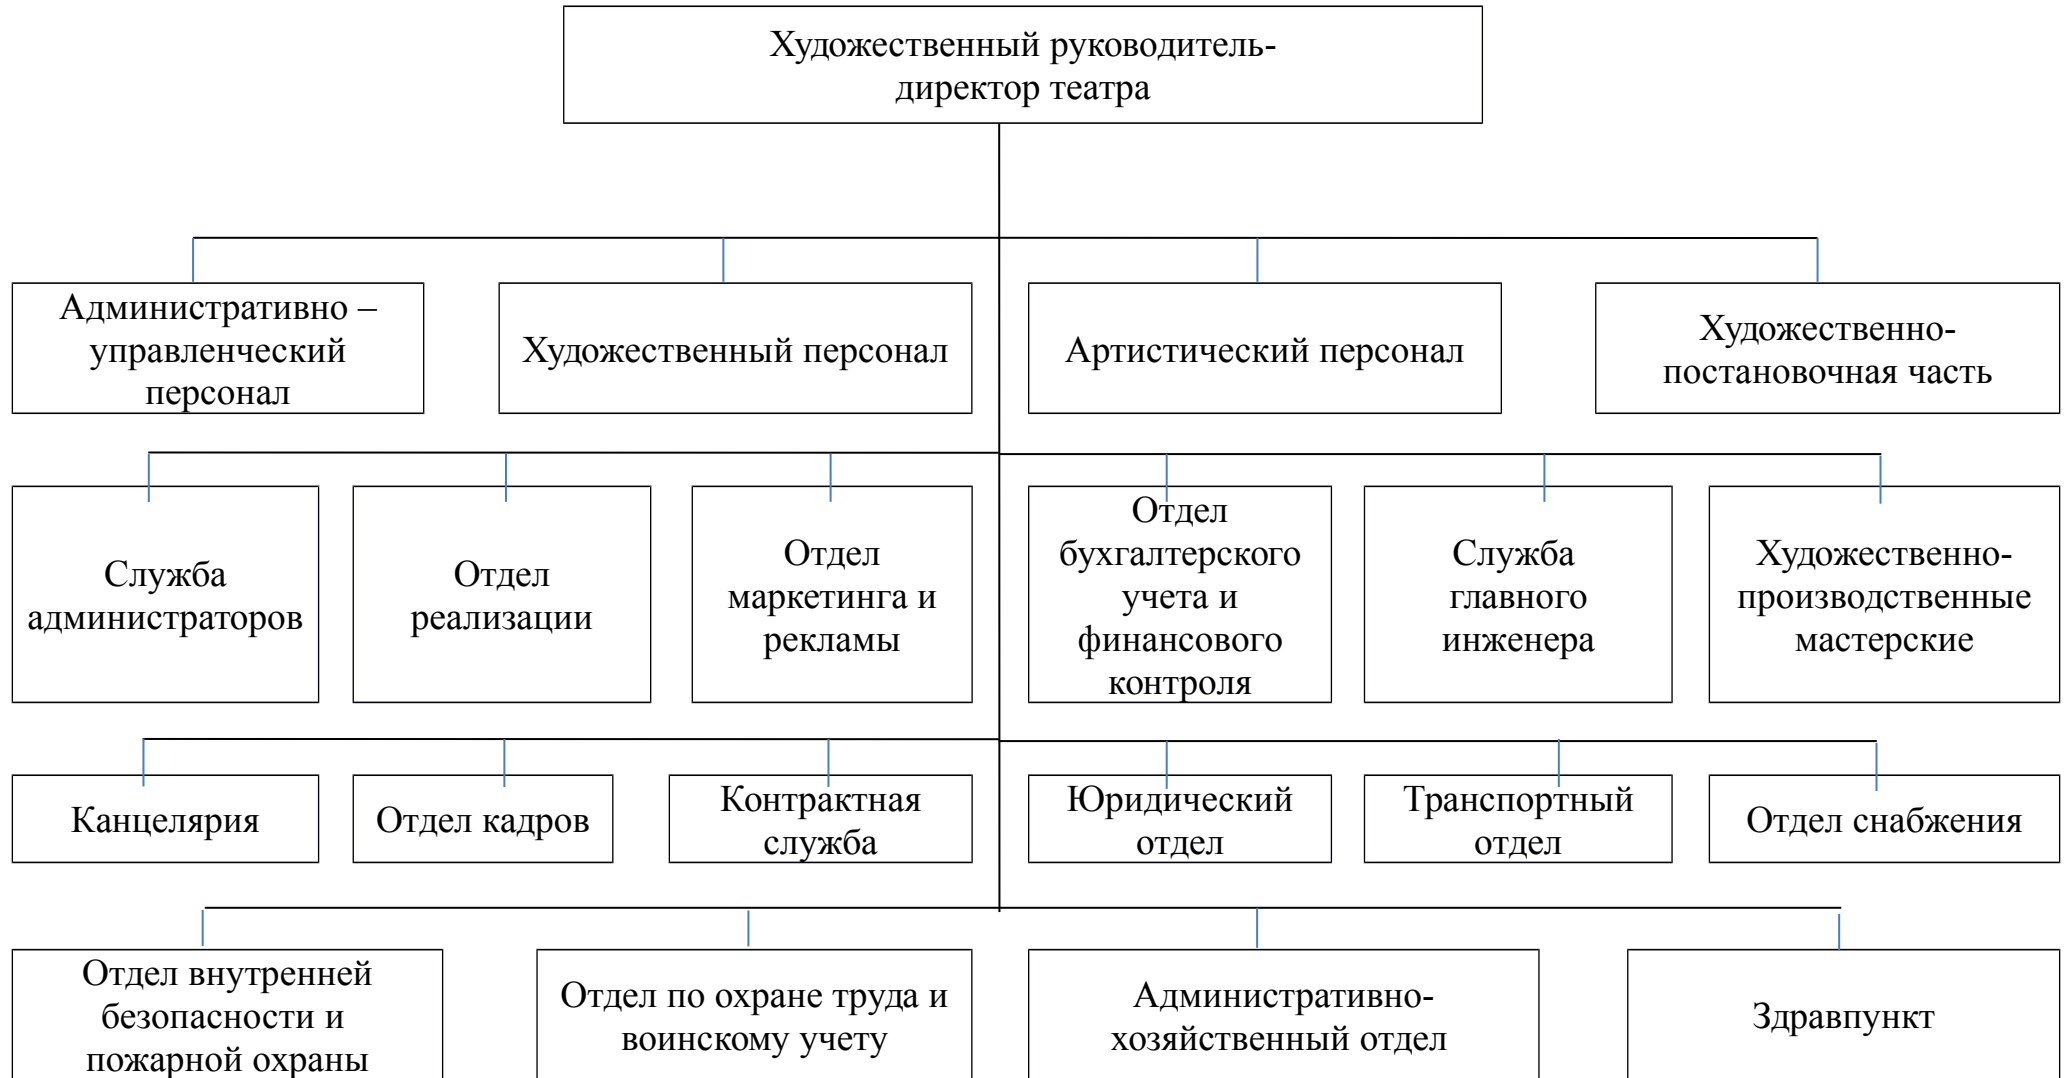 Художественный руководитель-
директор театра
Административно –
управленческий
персонал
Художественный персонал
Артистический персонал
Художественно-
постановочная часть
Служба
администраторов
Отдел
реализации
Отдел
маркетинга и
рекламы
Отдел
бухгалтерского
учета и
финансового
контроля
Служба
главного
инженера
Художественно-
производственные
мастерские
Канцелярия
Отдел кадров
Контрактная
служба
Юридический
отдел
Транспортный
отдел
Отдел снабжения
Отдел внутренней
безопасности и
пожарной охраны
Отдел по охране труда и
воинскому учету
Административно-
хозяйственный отдел
Здравпункт